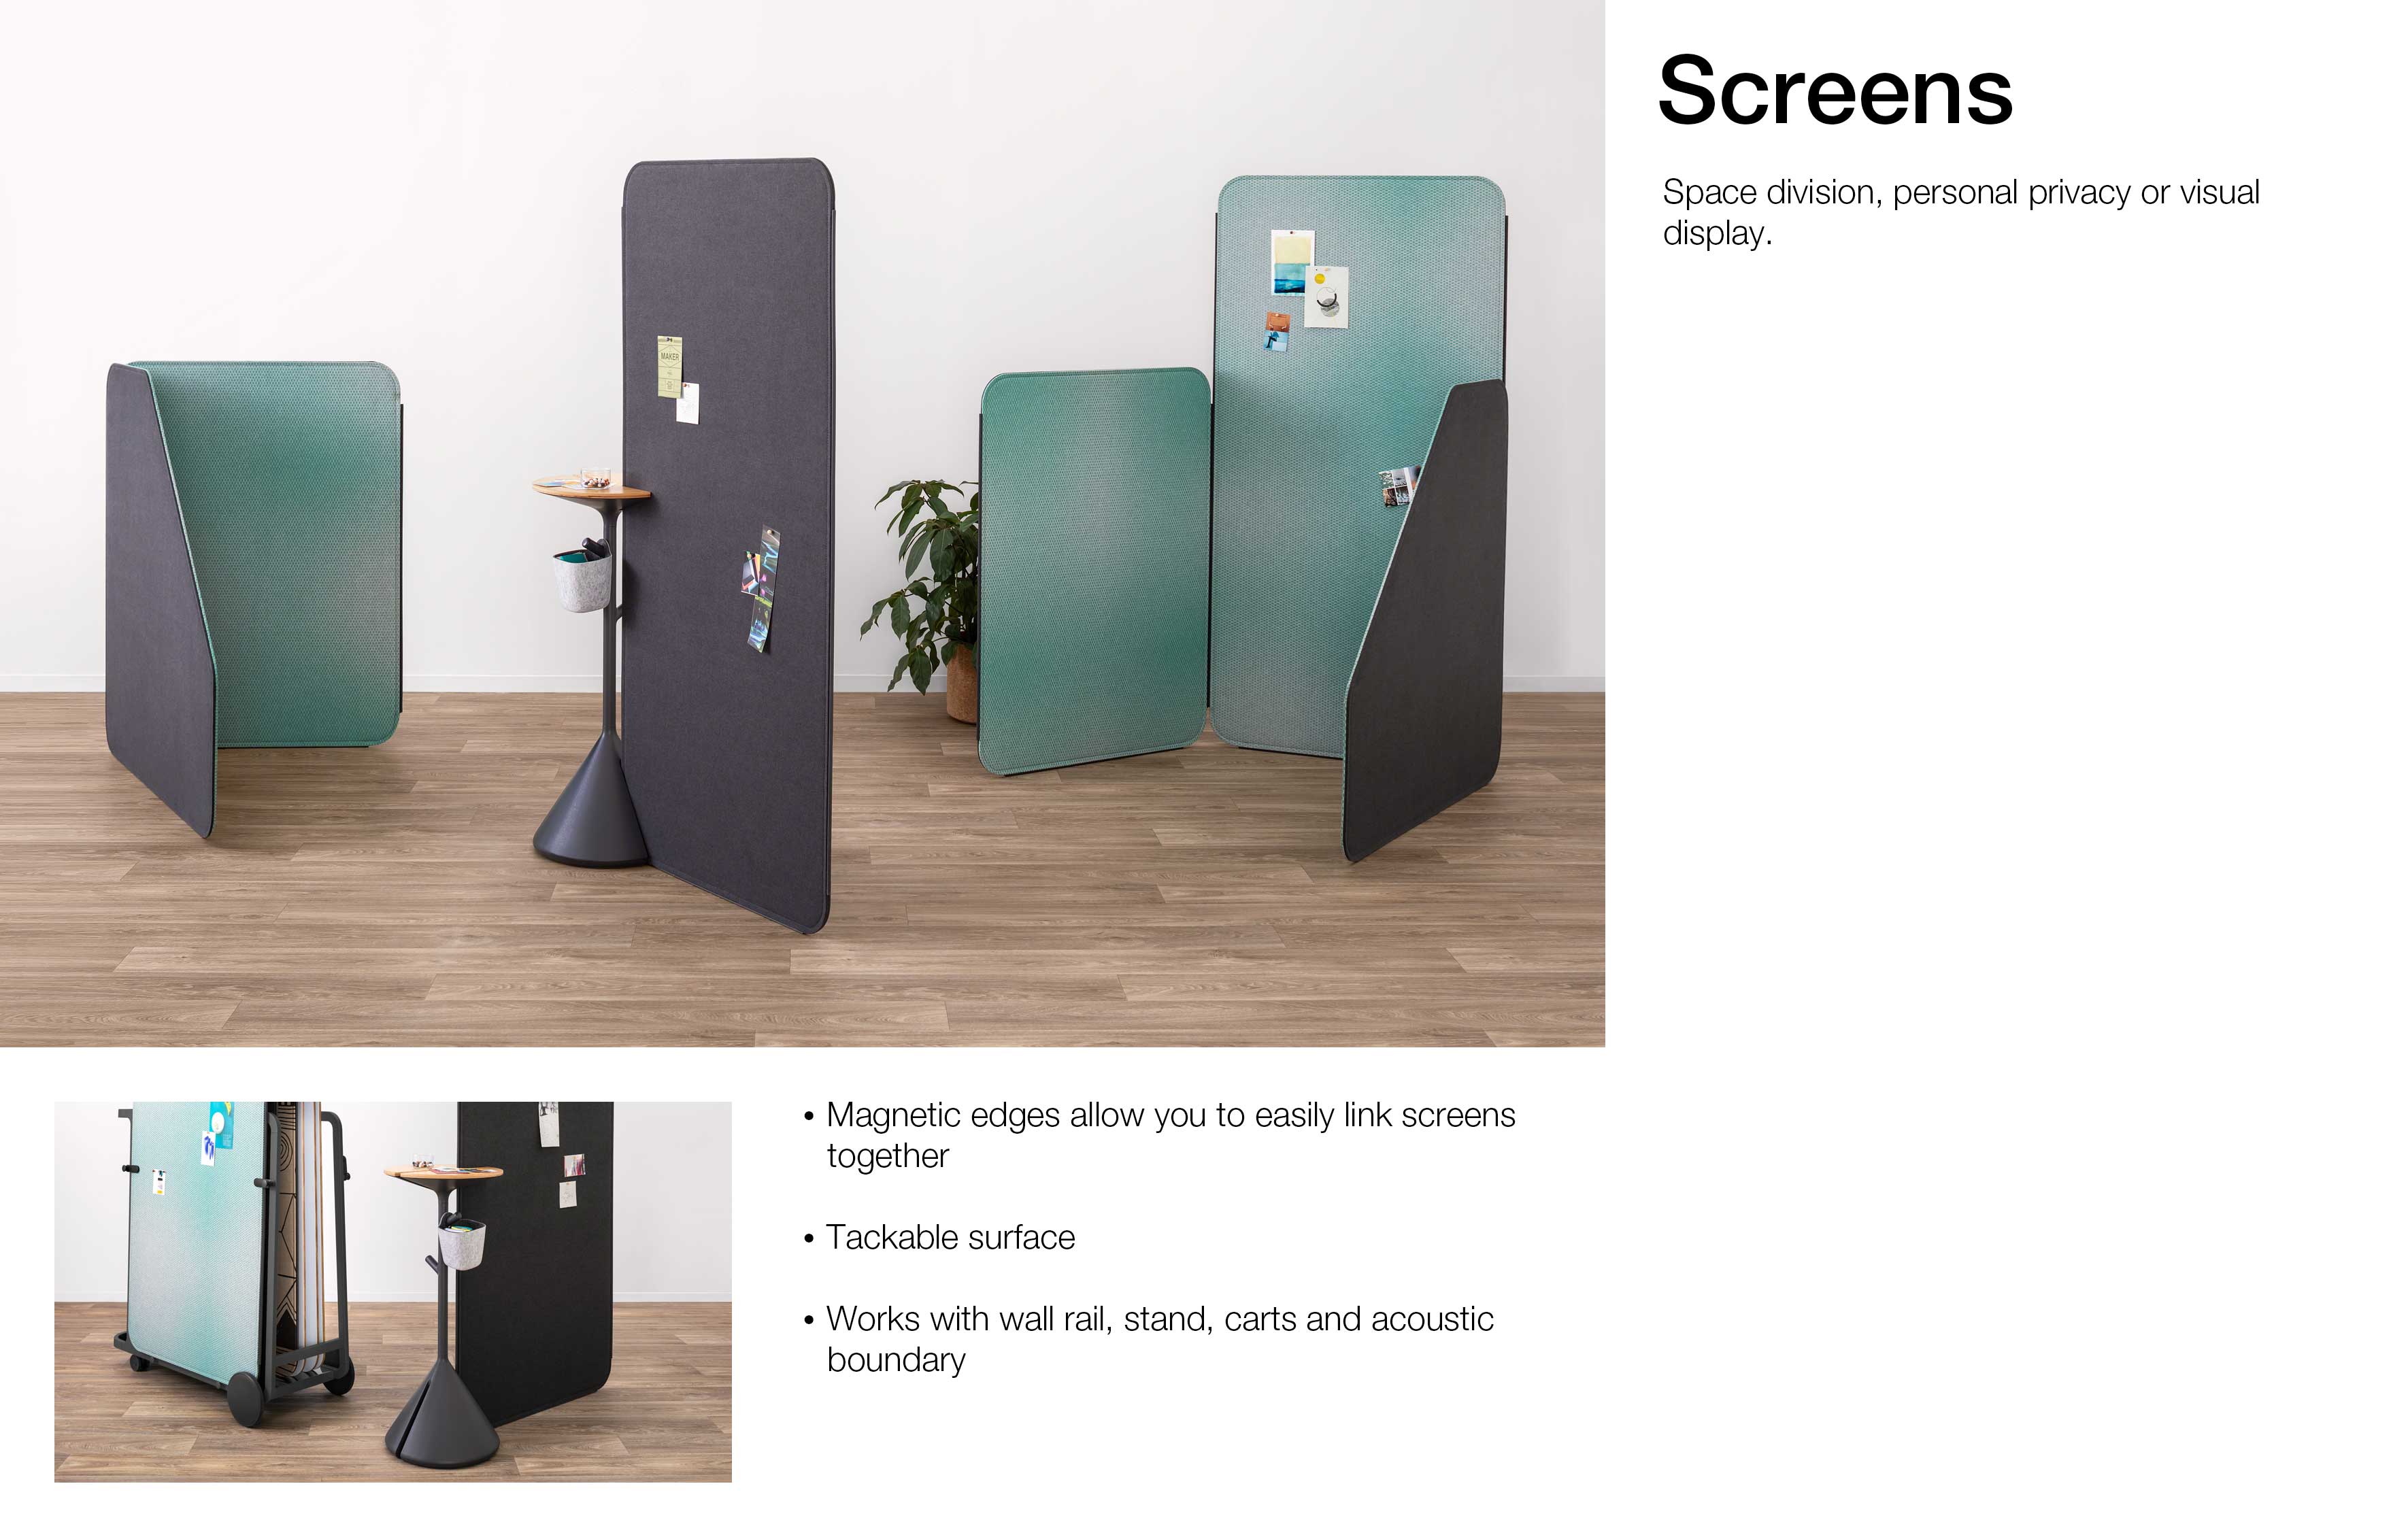 Screens
Space division, personal privacy or visual
display.
MAKER
• Magnetic edges allow you to easily link screens
together
• Tackable surface
• Works with wall rail, stand, carts and acoustic
boundary